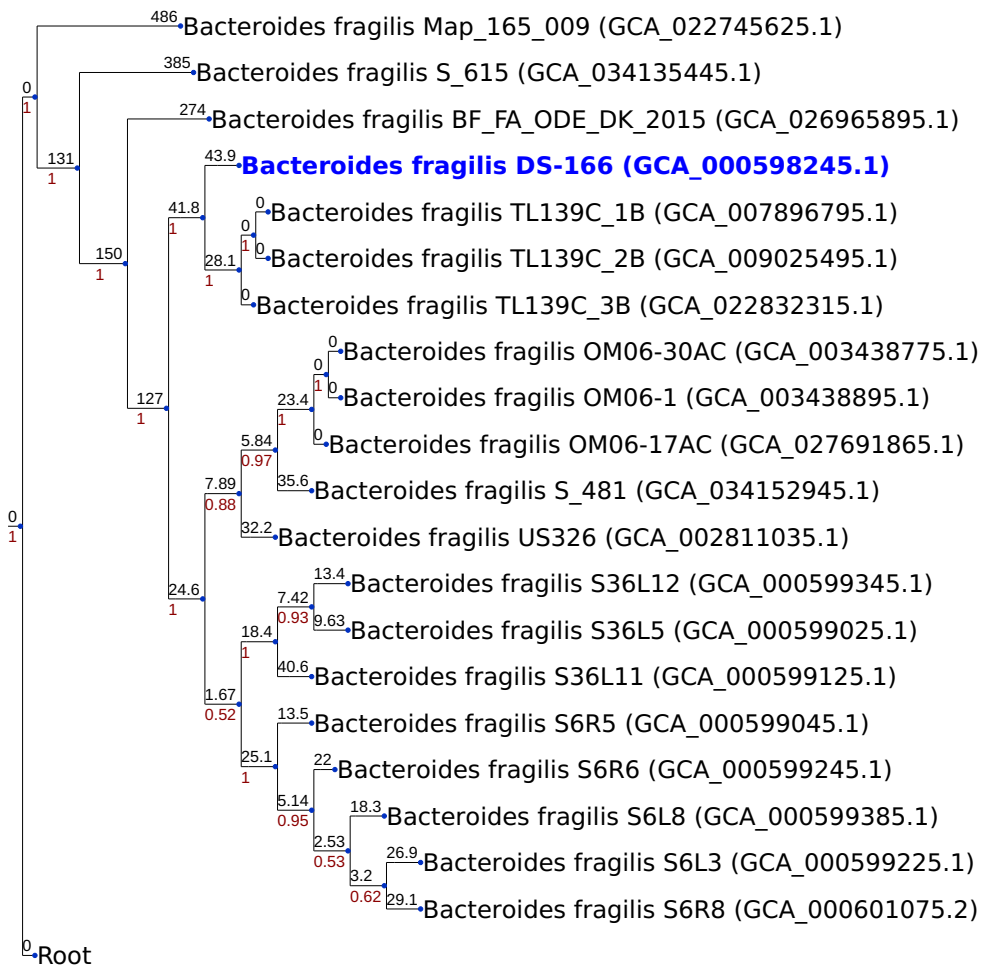 486 Bacteroides fragilis Map_165_009 (GCA_022745625.1)
385 Bacteroides fragilis S_615 (GCA_034135445.1)
0
1
274 Bacteroides fragilis BF_FA_ODE_DK_2015 (GCA_026965895.1)
131
1
43.9 Bacteroides fragilis DS-166 (GCA_000598245.1)
41.8
1
0 Bacteroides fragilis TL139C_1B (GCA_007896795.1)
0
1
0 Bacteroides fragilis TL139C_2B (GCA_009025495.1)
150
1
28.1
1
0 Bacteroides fragilis TL139C_3B (GCA_022832315.1)
0 Bacteroides fragilis OM06-30AC (GCA_003438775.1)
0
1
0 Bacteroides fragilis OM06-1 (GCA_003438895.1)
127
1
23.4
1
0 Bacteroides fragilis OM06-17AC (GCA_027691865.1)
5.84
0.97
35.6 Bacteroides fragilis S_481 (GCA_034152945.1)
7.89
0.88
32.2 Bacteroides fragilis US326 (GCA_002811035.1)
0
1
13.4 Bacteroides fragilis S36L12 (GCA_000599345.1)
24.6
1
7.42
0.93
9.63 Bacteroides fragilis S36L5 (GCA_000599025.1)
18.4
1
40.6 Bacteroides fragilis S36L11 (GCA_000599125.1)
1.67
0.52
13.5 Bacteroides fragilis S6R5 (GCA_000599045.1)
25.1
1
22 Bacteroides fragilis S6R6 (GCA_000599245.1)
5.14
0.95
18.3 Bacteroides fragilis S6L8 (GCA_000599385.1)
2.53
0.53
26.9 Bacteroides fragilis S6L3 (GCA_000599225.1)
3.2
0.62
29.1 Bacteroides fragilis S6R8 (GCA_000601075.2)
0 Root